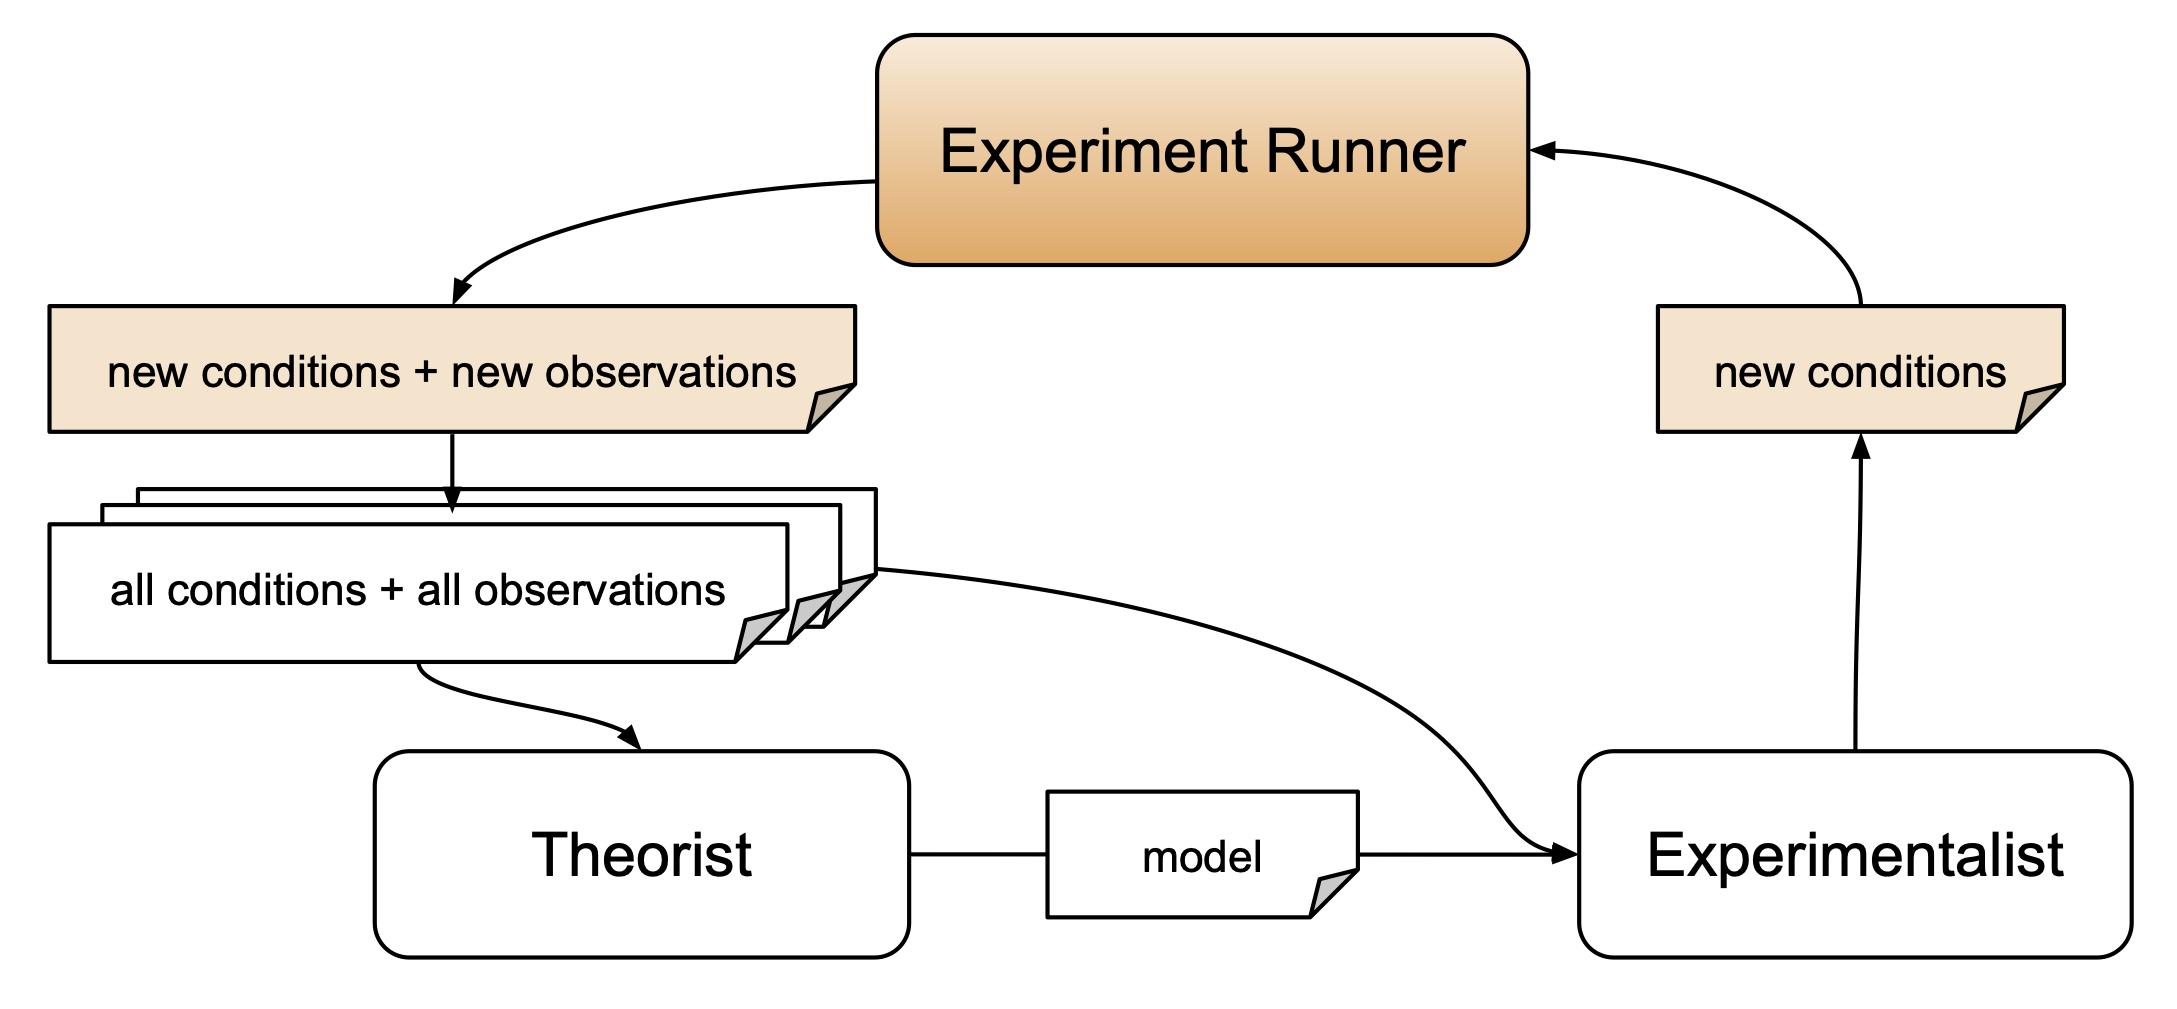 Experiment Runner
new conditions + new observations
new conditions
all conditions + all observations
Theorist
model
Experimentalist